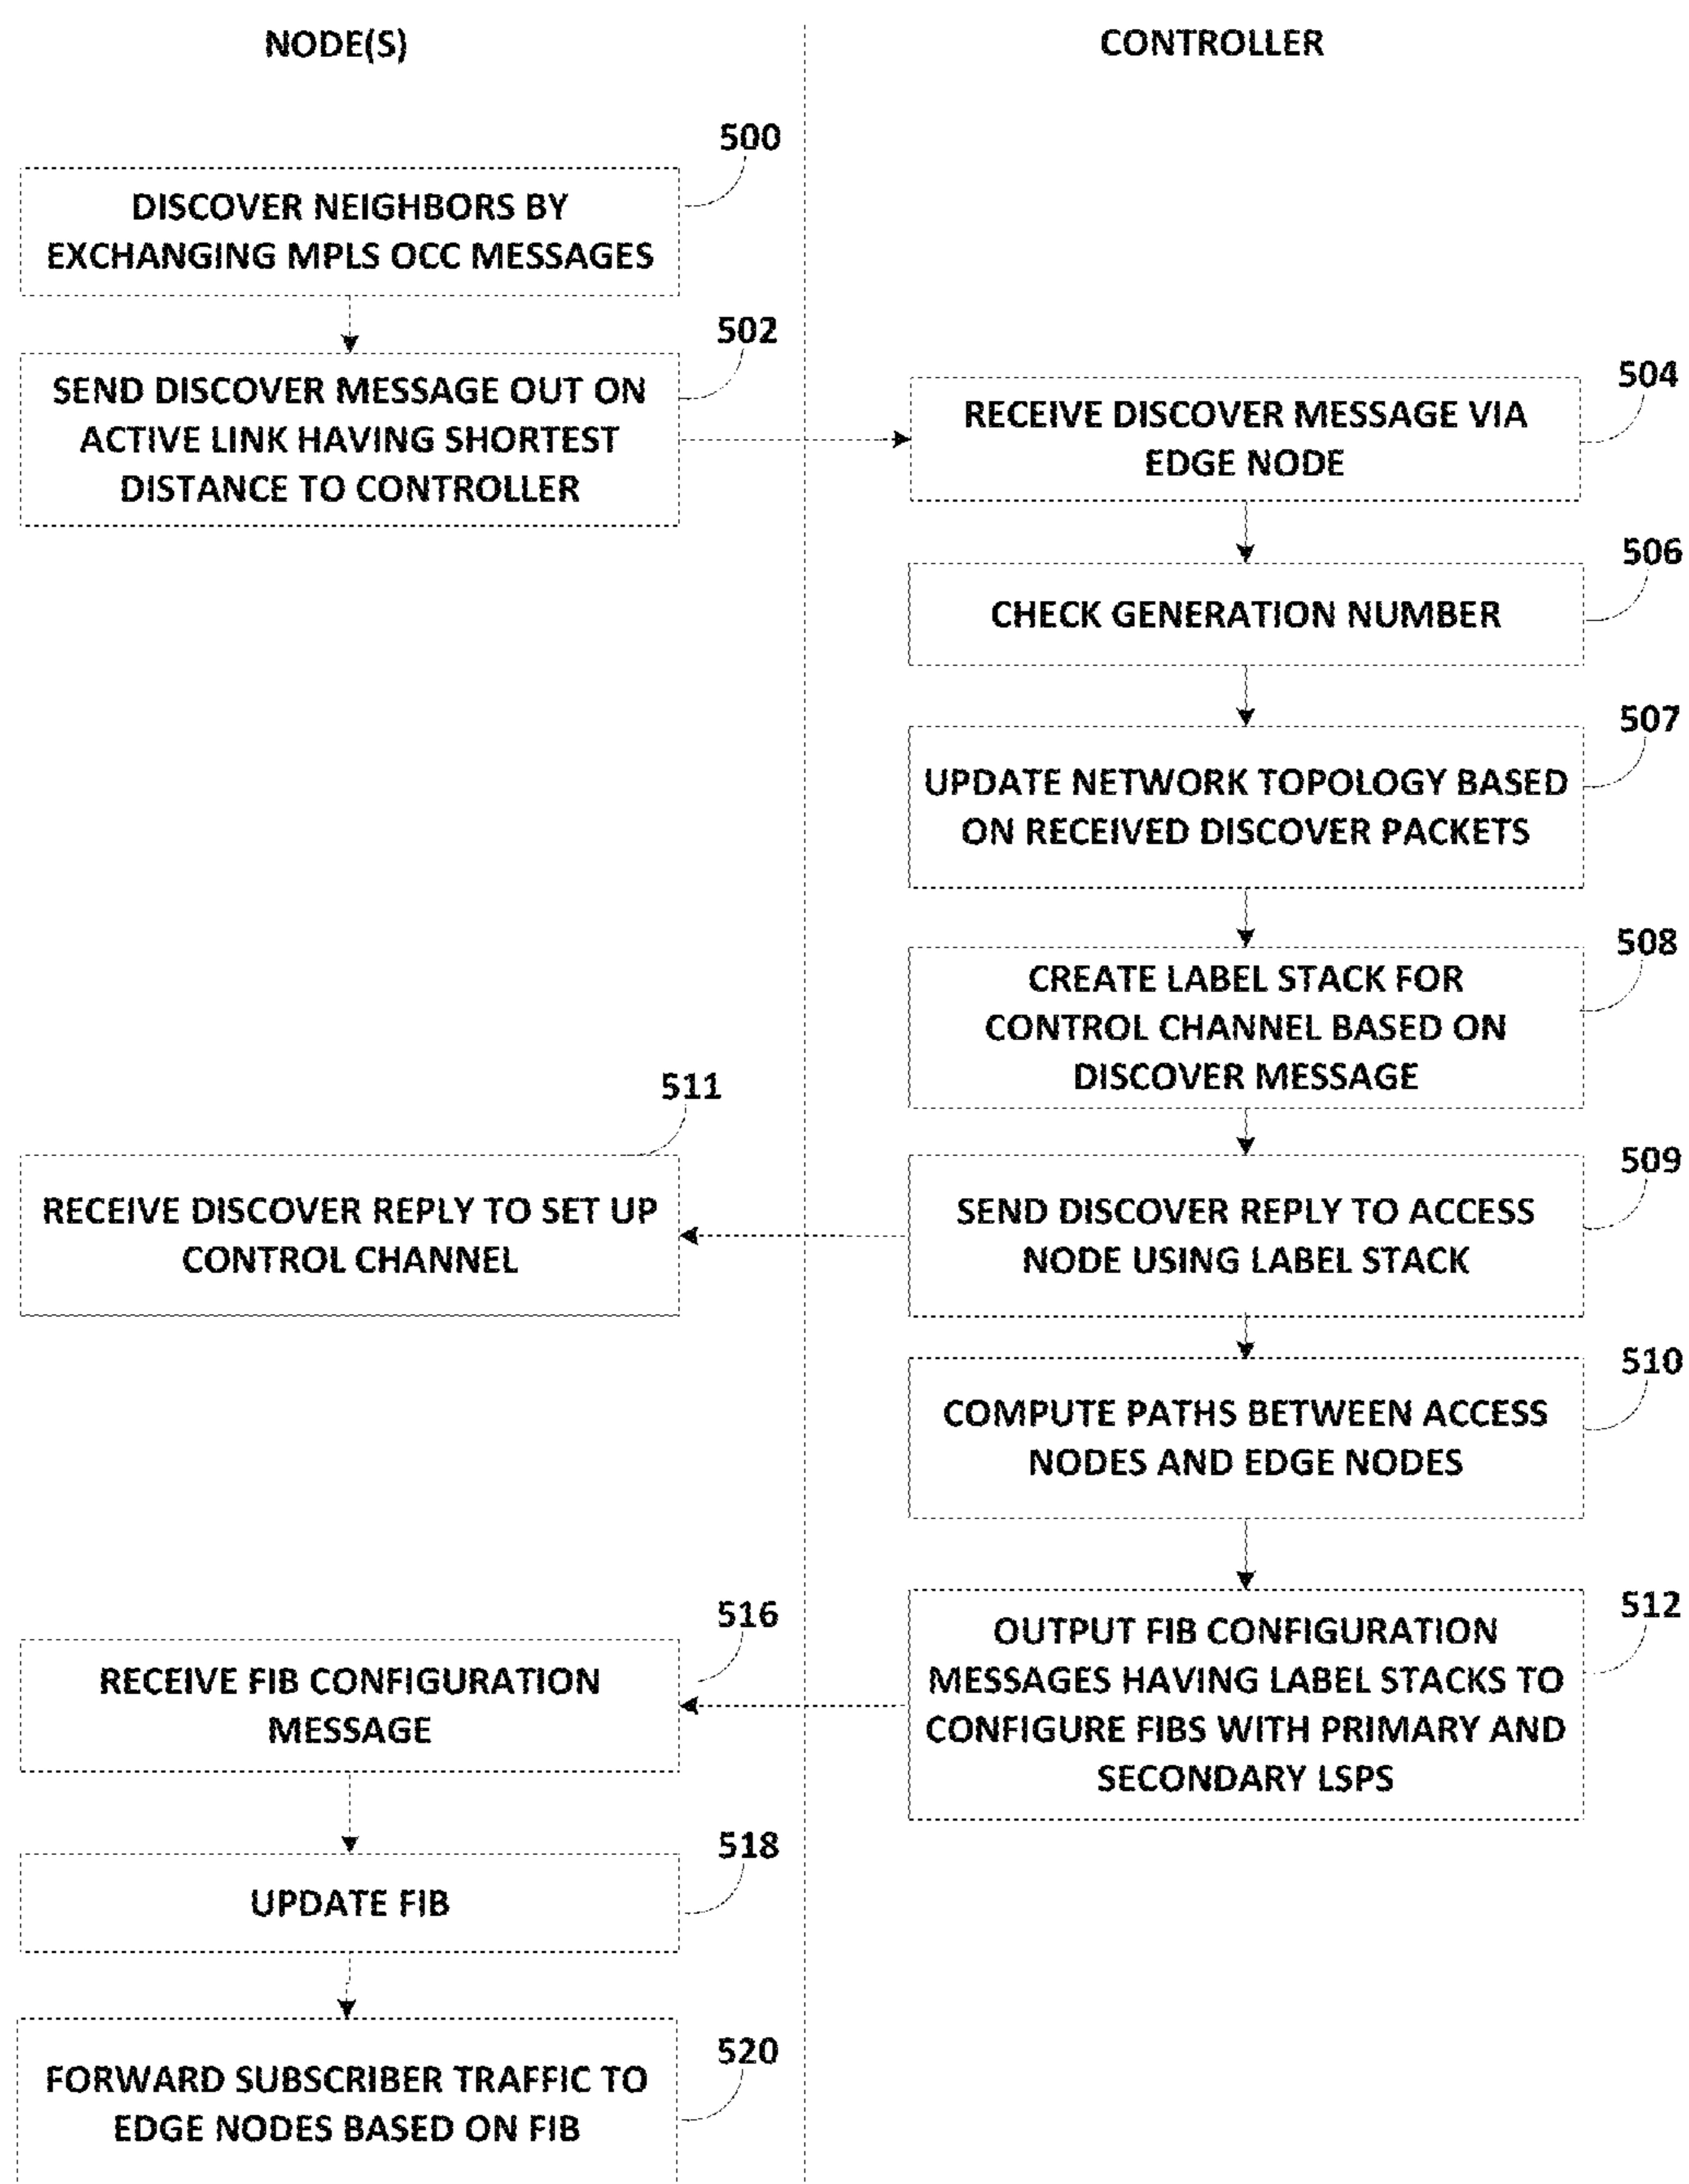 NODE(S)
CONTROLLER
500
DISCOVER NEIGHBORS BY
EXCHANGING MPLS OCC MESSAGES
502
SEND DISCOVER MESSAGE OUT ON
ACTIVE LINK HAVING SHORTEST
DISTANCE TO CONTROLLER
504
RECEIVE DISCOVER MESSAGE VIA
EDGE NODE
506
CHECK GENERATION NUMBER
507
UPDATE NETWORK TOPOLOGY BASED
ON RECEIVED DISCOVER PACKETS
508
CREATE LABEL STACK FOR
CONTROL CHANNEL BASED ON
DISCOVER MESSAGE
509
SEND DISCOVER REPLY TO ACCESS
NODE USING LABEL STACK
511
RECEIVE DISCOVER REPLY TO SET UP
CONTROL CHANNEL
510
COMPUTE PATHS BETWEEN ACCESS
NODES AND EDGE NODES
512
OUTPUT FIB CONFIGURATION
MESSAGES HAVING LABEL STACKS TO
CONFIGURE FIBS WITH PRIMARY AND
SECONDARY LSPS
516
RECEIVE FIB CONFIGURATION
MESSAGE
518
UPDATE FIB
520
FORWARD SUBSCRIBER TRAFFIC TO
EDGE NODES BASED ON FIB